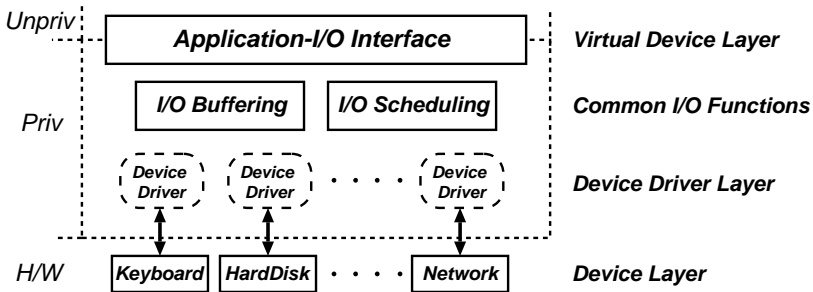 Unpriv
Application-I/O Interface
Virtual Device Layer
Priv
I/O Buffering
I/O Scheduling
Common I/O Functions
Device
Driver
Device
Driver
Device
Driver
Device Driver Layer
H/W
Keyboard
HardDisk
Network
Device Layer